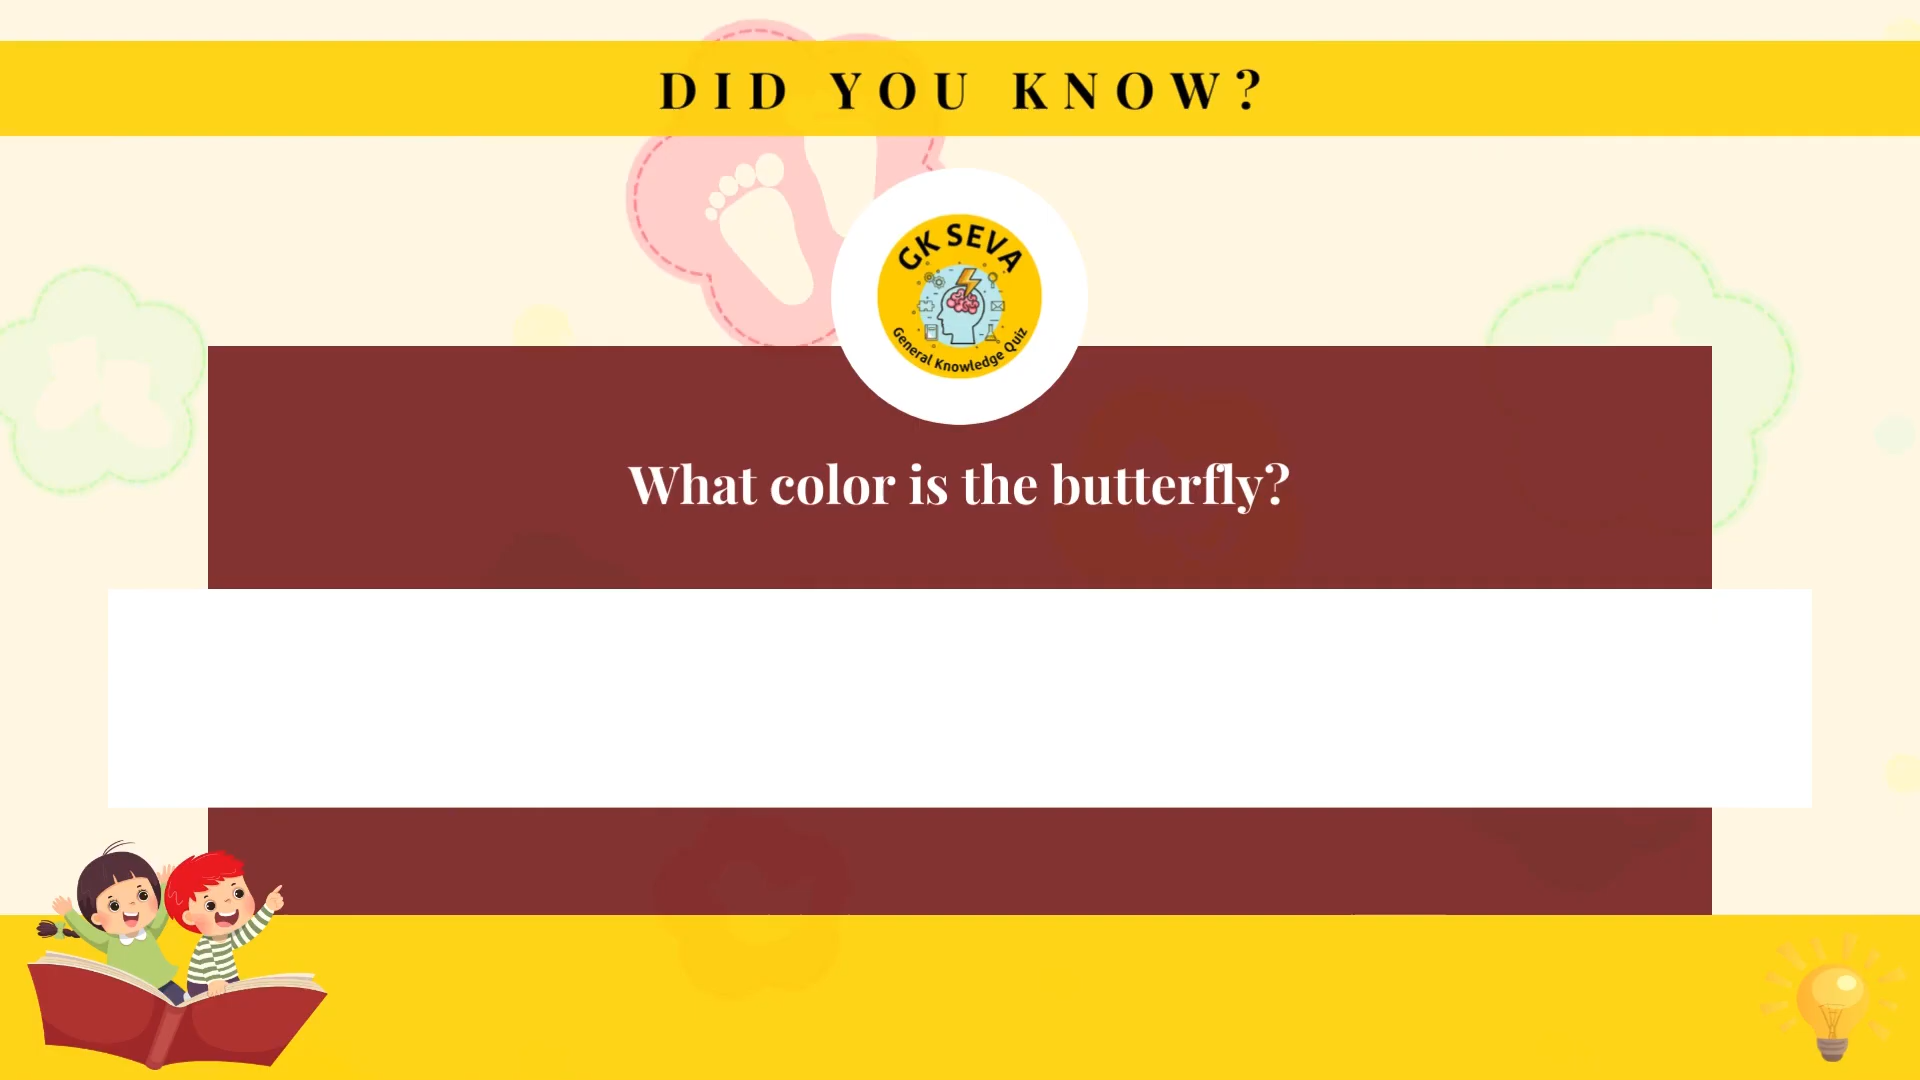 DID YOU KNOW?
GK SEVA
General Knowledge Quiz
What color is the butterfly?